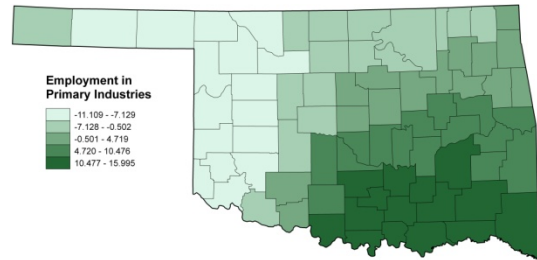 Employment in
Primary Industries
-11.109 - -7.129
-7.128 - -0.502
-0.501 - 4.719
4.720 - 10.476
10.477 - 15.995